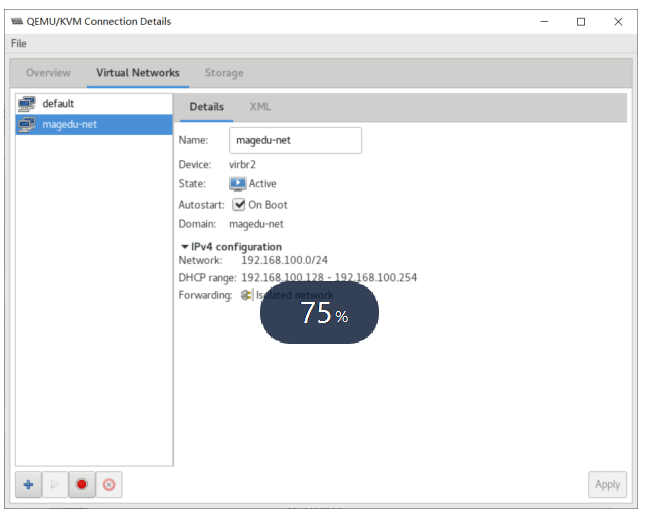 QEMU/KVM Connection Details
File
Overview Virtual Networks Storage
default
magedu-net
Details XML
Name: magedu-net
Device: virbr2
State: Active
Autostart: On Boot
Domain: magedu-net
IPv4 configuration
Network: 192.168.100.0/24
DHCP range: 192.168.100.128 - 192.168.100.254
Forwarding: Isolated network
75%
Apply